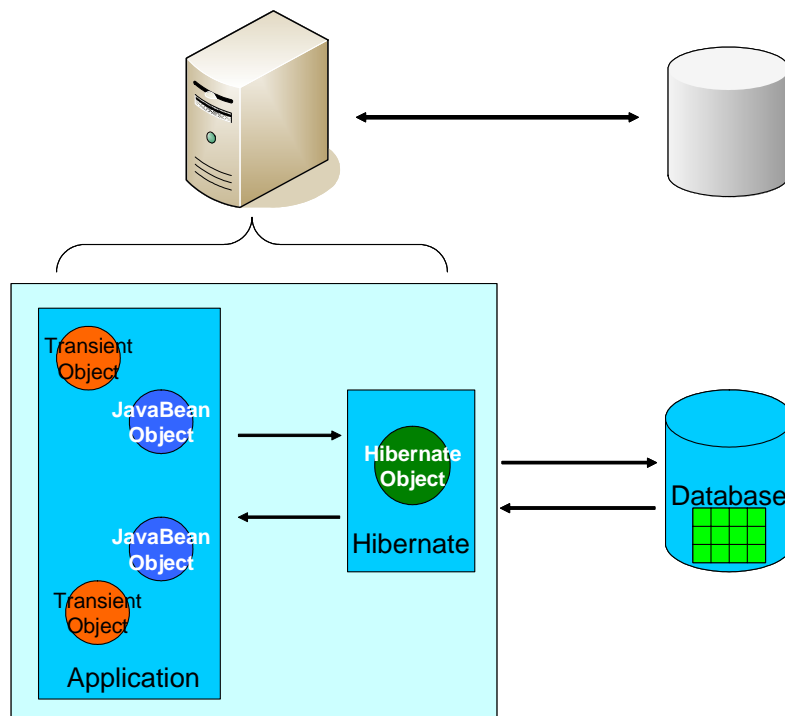 Transient
Object
JavaBean
Object
Hibernate
Object
Hibernate
Database
JavaBean
Object
Transient
Object
Application